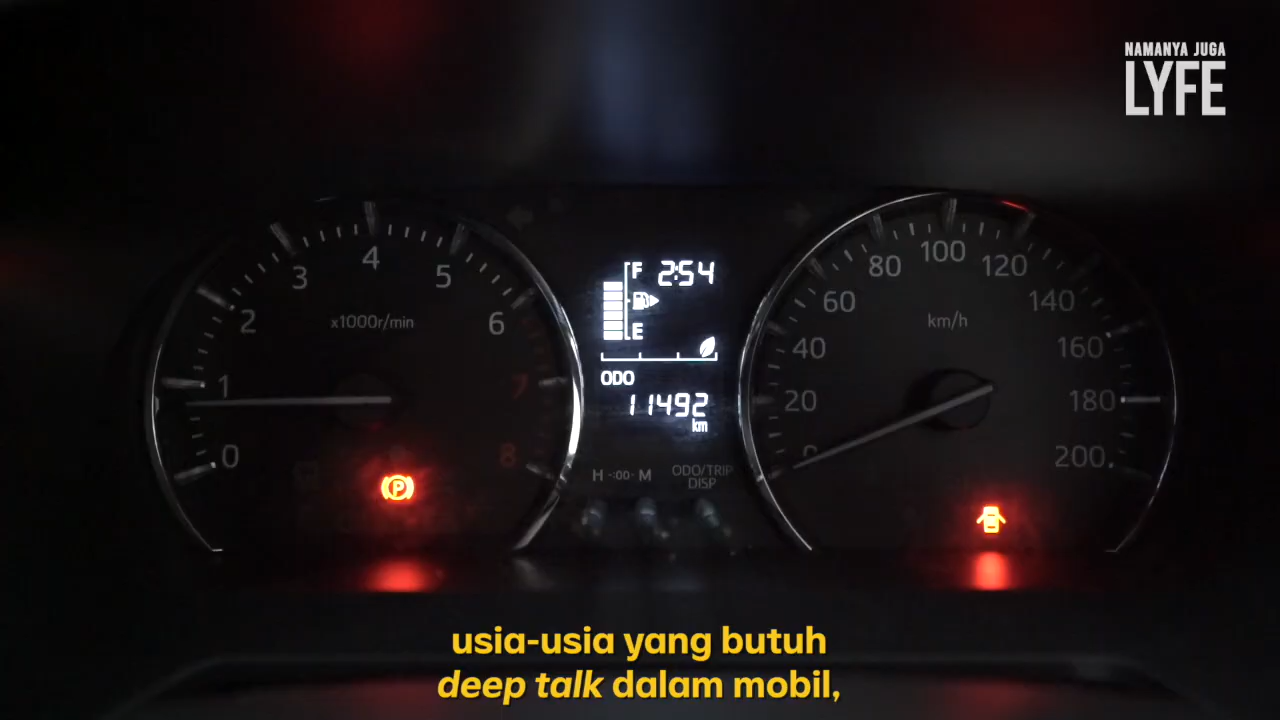 NAMANYA JUGA
LYFE
0
1
2
3
4
5
6
7
8
x1000r/min
F
2:54
E
ODO
11492
km
H -:00- M
ODO/TRIP
DISP
0
20
40
60
80
100
120
140
160
180
200
km/h
P
usia-usia yang butuh
deep talk dalam mobil,